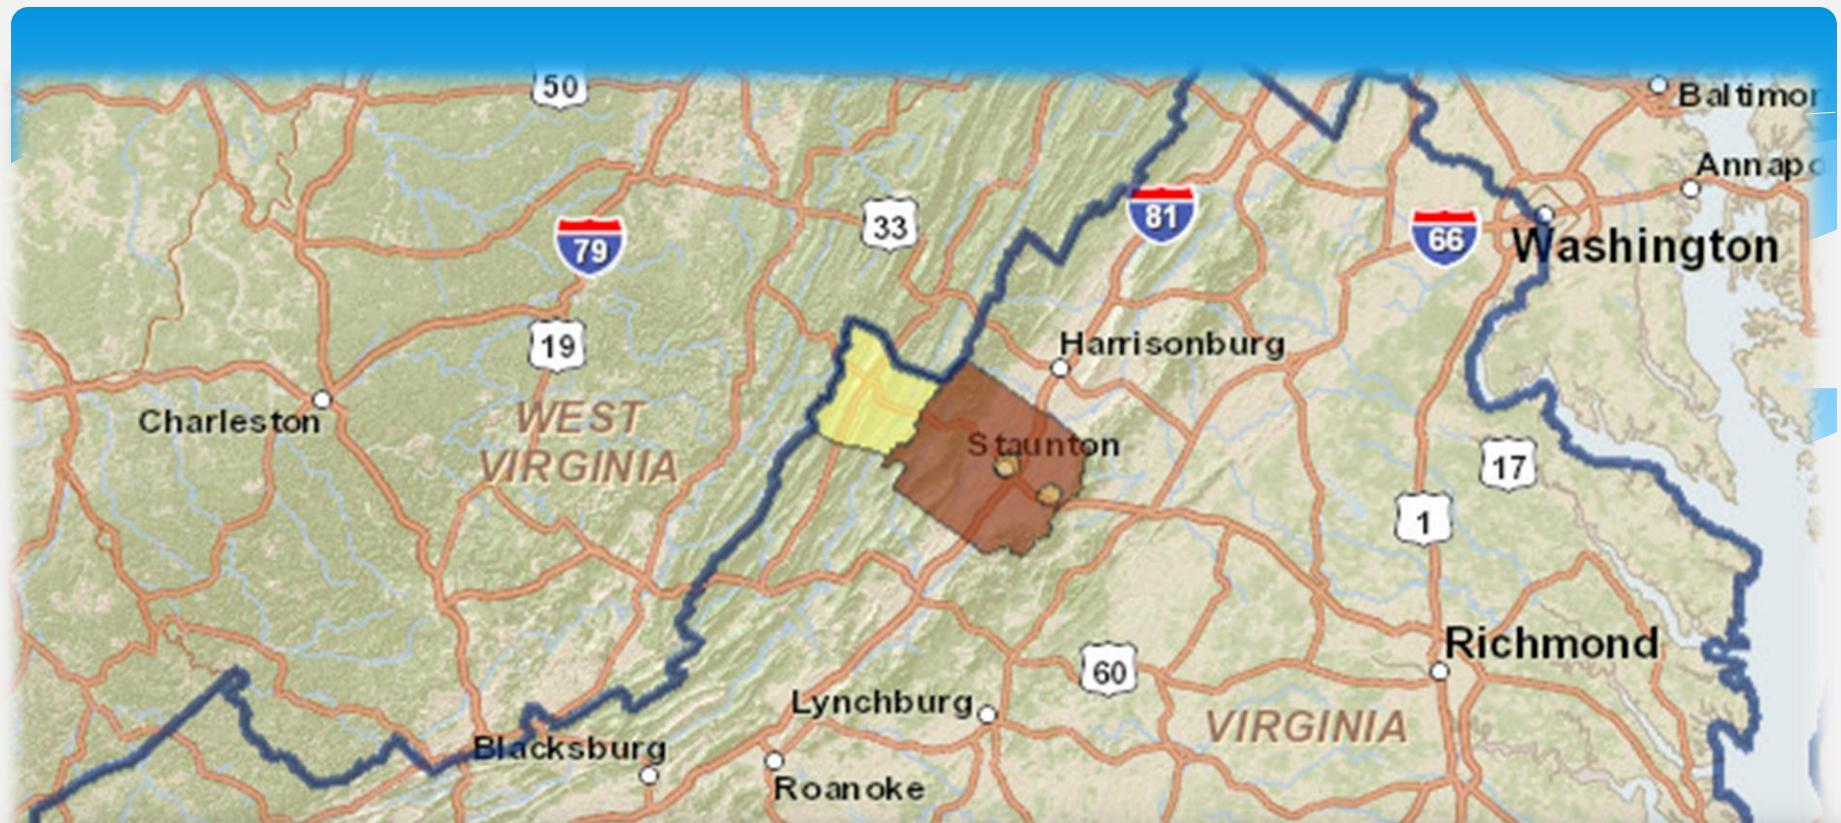 50
Baltimor
Annapo
33
81
66
79
Washington
19
Harrisonburg
Charleston
WEST
VIRGINIA
Staunton
17
1
Richmond
60
Lynchburg
VIRGINIA
Blacksburg
Roanoke